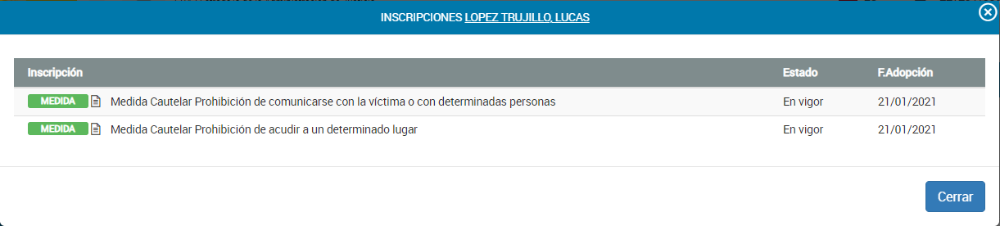 INSCRIPCIONES LOPEZ TRUJILLO, LUCAS
Inscripción Estado F.Adopción
MEDIDA Medida Cautelar Prohibición de comunicarse con la víctima o con determinadas personas En vigor 21/01/2021
MEDIDA Medida Cautelar Prohibición de acudir a un determinado lugar En vigor 21/01/2021
Cerrar